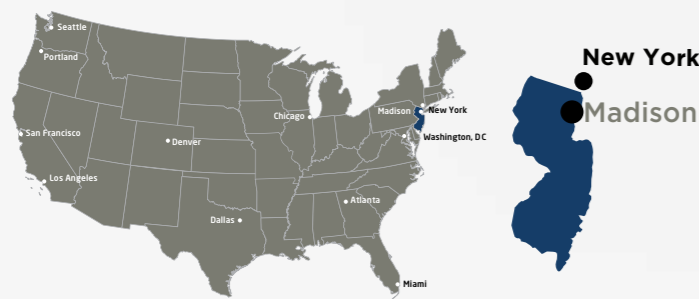 Seattle
Portland
San Francisco
Los Angeles
Denver
Dallas
Chicago
Madison
New York
Washington, DC
Atlanta
Miami
New York
Madison